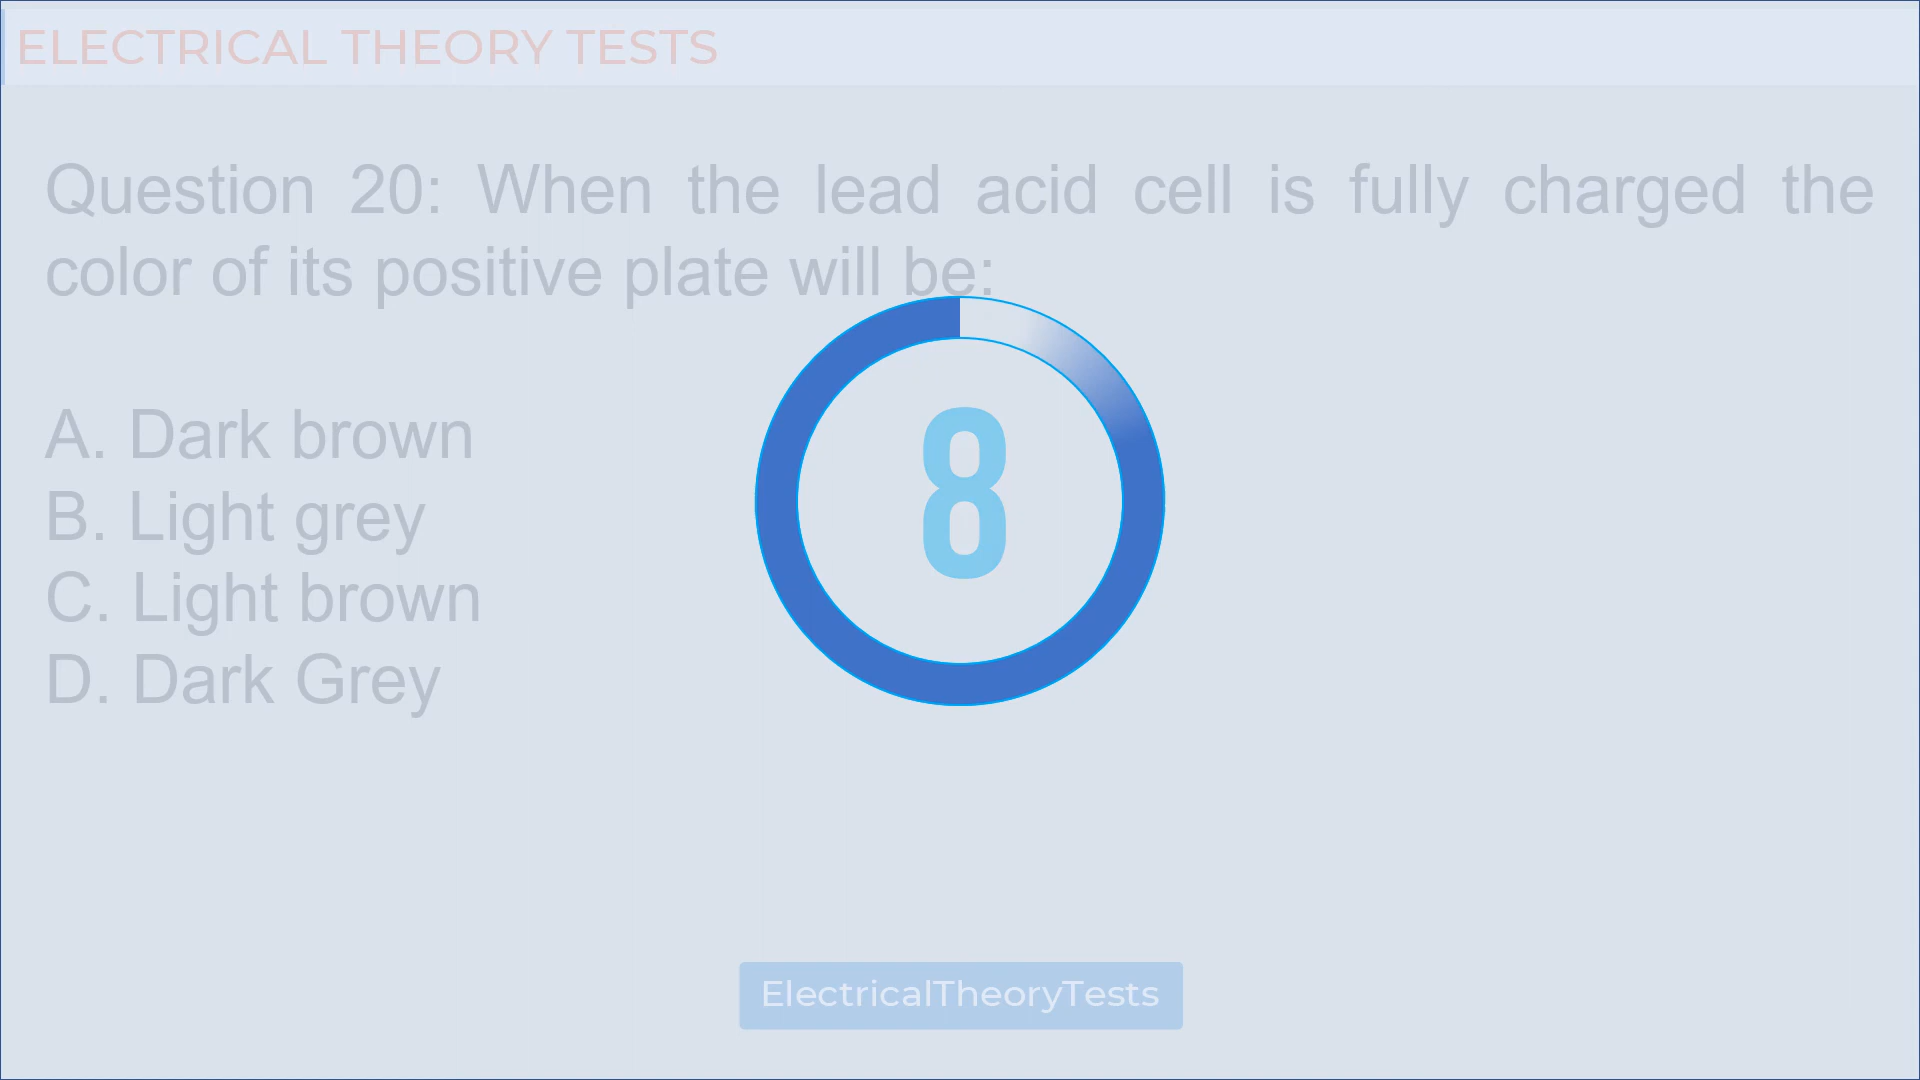 ELECTRICAL THEORY TESTS
Question 20: When the lead acid cell is fully charged the
color of its positive plate will be:
A. Dark brown
B. Light grey
C. Light brown
D. Dark Grey
8
ElectricalTheoryTests